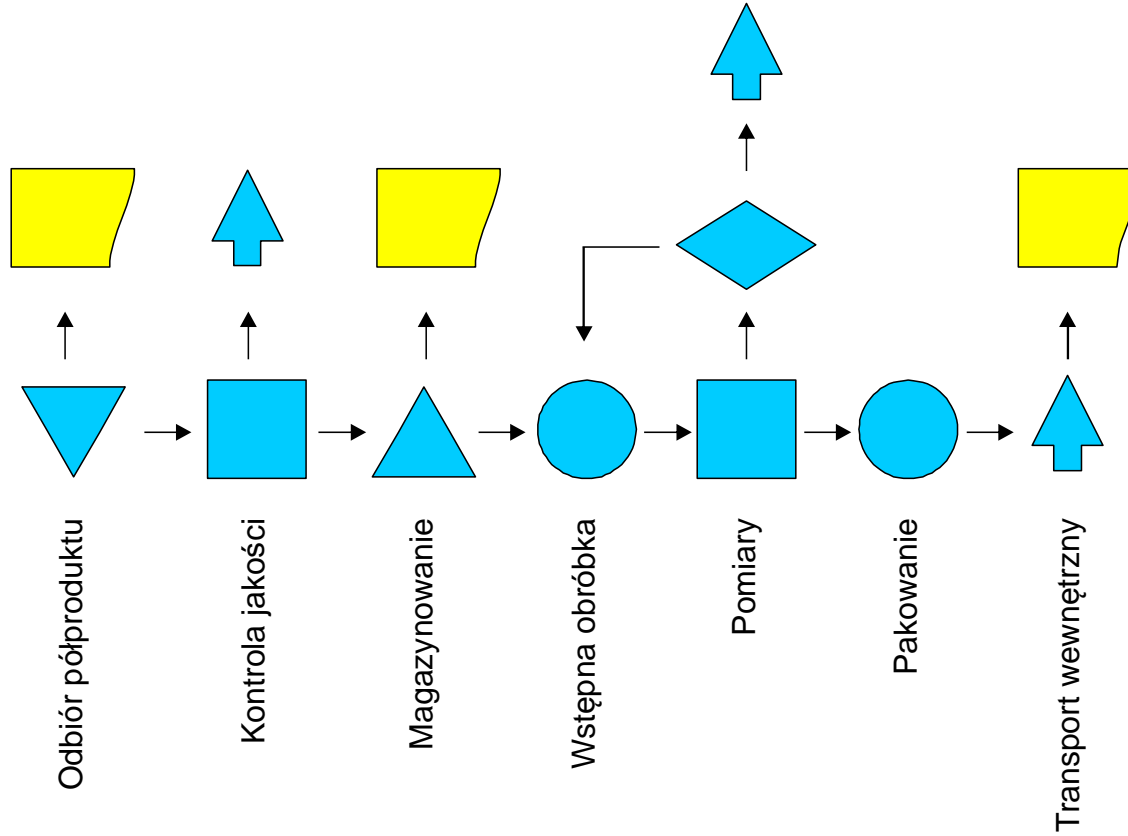 Odbiór półproduktu
Kontrola jakości
Magazynowanie
Wstępna obróbka
Pomiary
Pakowanie
Transport wewnętrzny